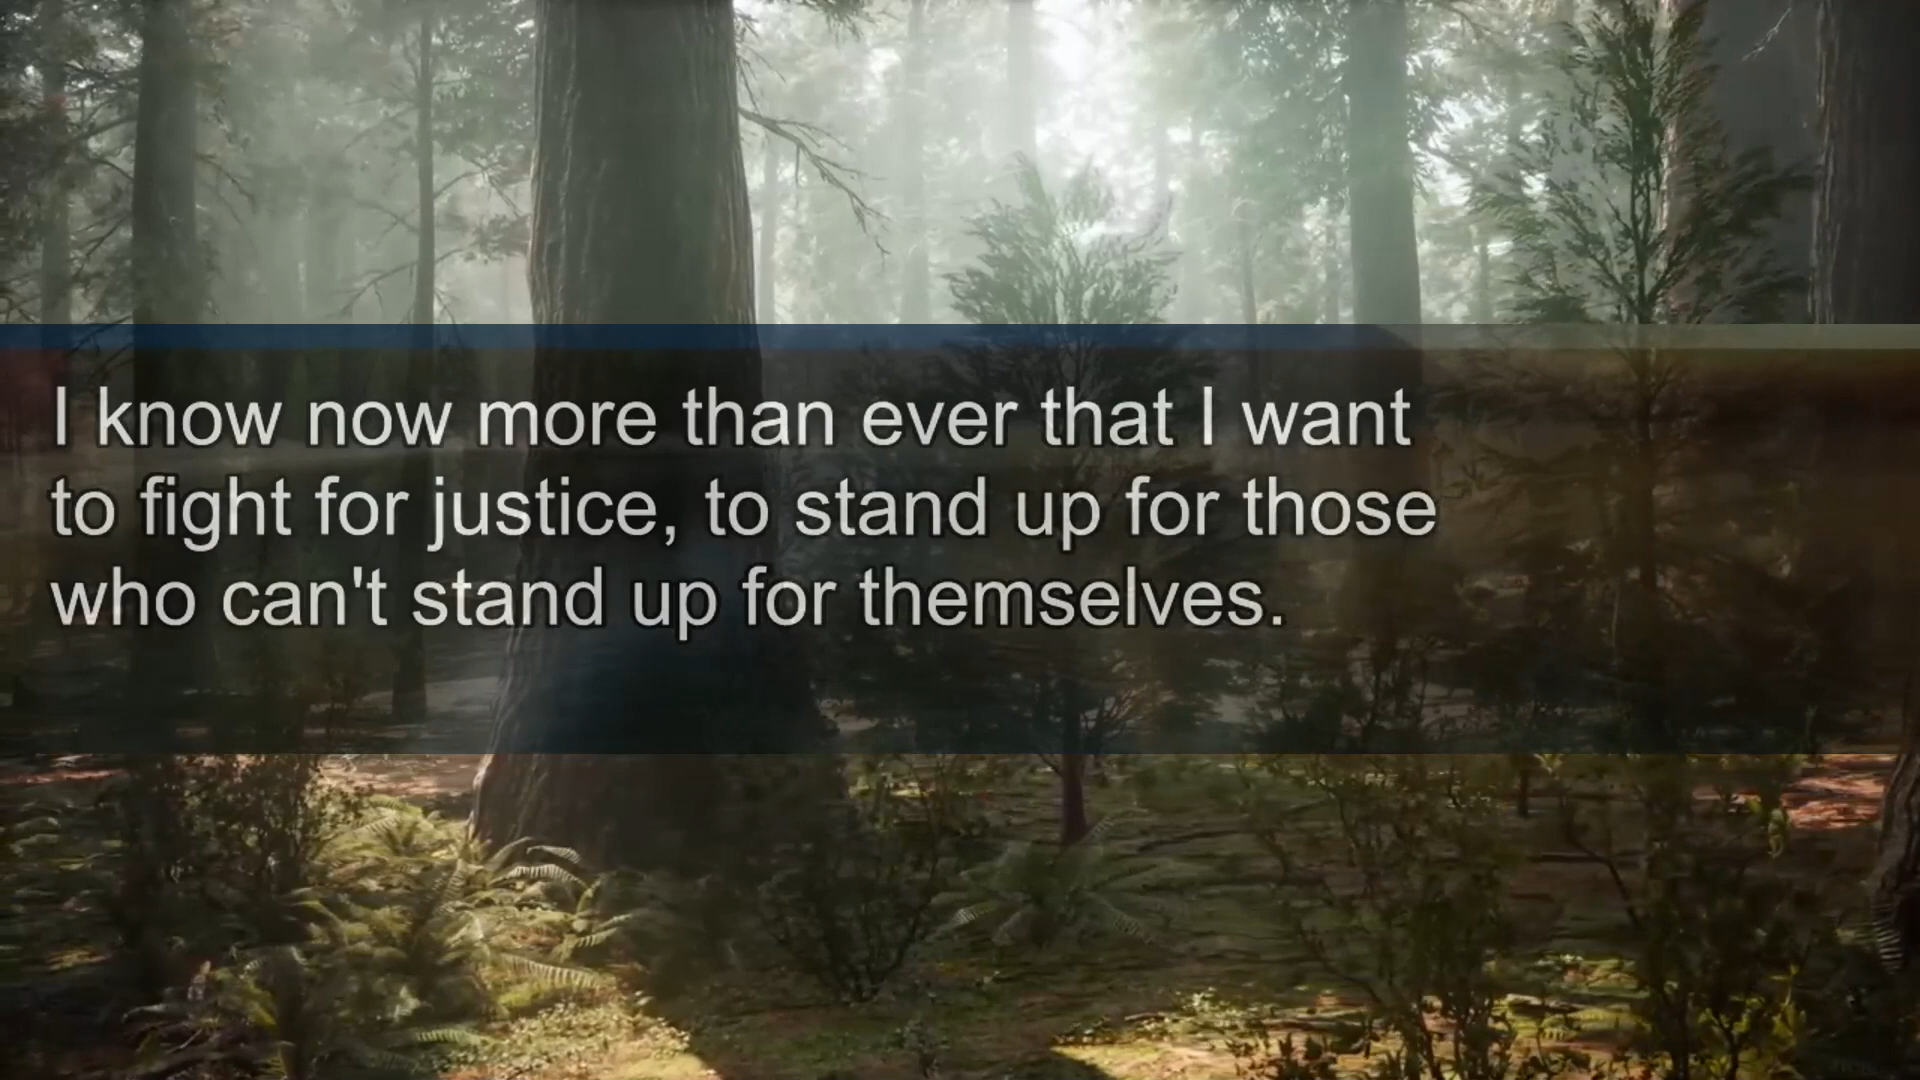 I know now more than ever that I want
to fight for justice, to stand up for those
who can't stand up for themselves.